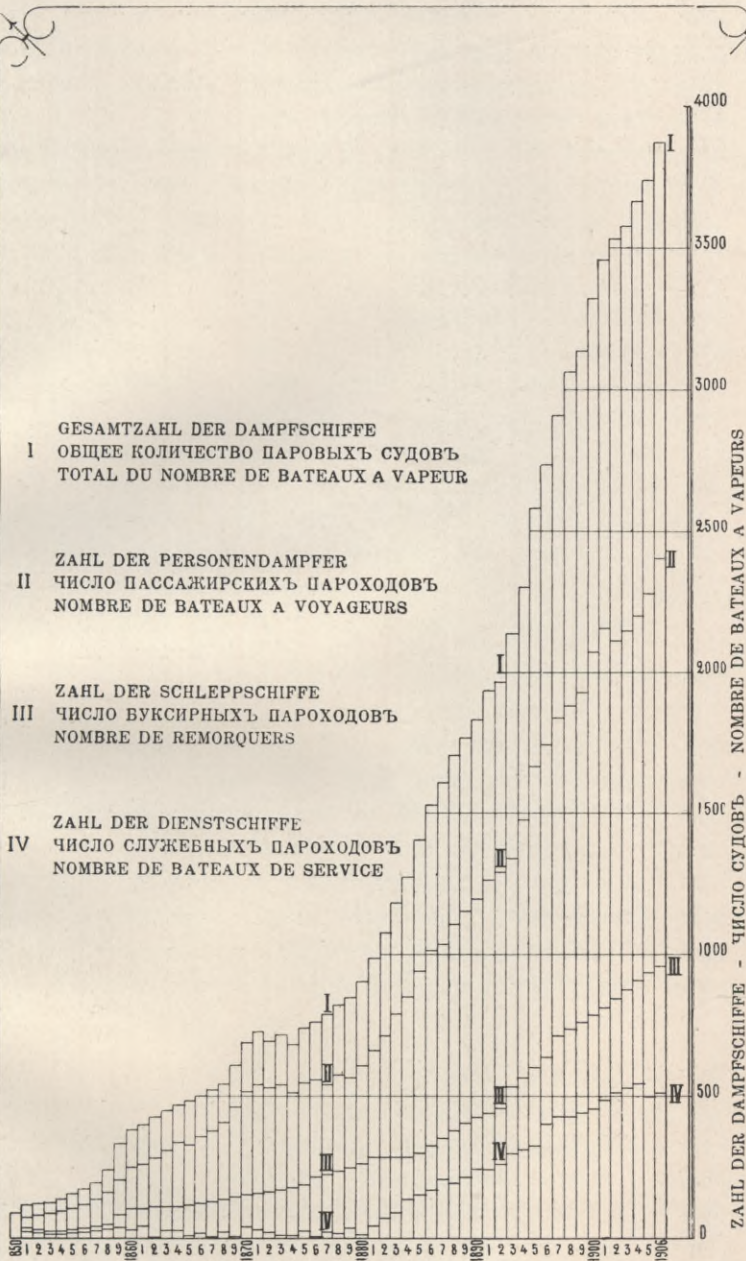 4000
I
3500
3000
GESAMTZAHL DER DAMPFSCHIFFE
I ОБЩЕЕ КОЛИЧЕСТВО ПАРОВЫХЪ СУДОВЪ
TOTAL DU NOMBRE DE BATEAUX A VAPEUR
2500
ZAHL DER PERSONENDAMPFER
II ЧИСЛО ПАССАЖИРСКИХЪ ПАРОХОДОВЪ
NOMBRE DE BATEAUX A VOYAGEURS
II
I
2000
ZAHL DER SCHLEPPSCHIFFE
III ЧИСЛО БУКСИРНЫХЪ ПАРОХОДОВЪ
NOMBRE DE REMORQUERS
1500
ZAHL DER DIENSTSCHIFFE
IV ЧИСЛО СЛУЖЕБНЫХЪ ПАРОХОДОВЪ
NOMBRE DE BATEAUX DE SERVICE
II
1000
III
I
II
III
500
IV
III
IV
IV
0
850 1 2 3 4 5 6 7 8 9 1860 1 2 3 4 5 6 7 8 9 1870 1 2 3 4 5 6 7 8 9 1880 1 2 3 4 5 6 7 8 9 1890 1 2 3 4 5 6 7 8 9 1900 1 2 3 4 5 1906
ZAHL DER DAMPFSCHIFFE - ЧИСЛО СУДОВЪ - NOMBRE DE BATEAUX A VAPEURS